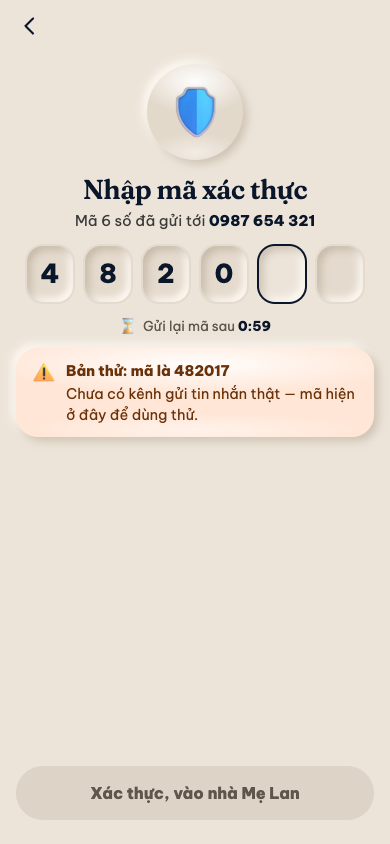 Nhập mã xác thực
Mã 6 số đã gửi tới 0987 654 321
4 8 2 0
Gửi lại mã sau 0:59
Bản thử: mã là 482017
Chưa có kênh gửi tin nhắn thật — mã hiện
ở đây để dùng thử.
Xác thực, vào nhà Mẹ Lan